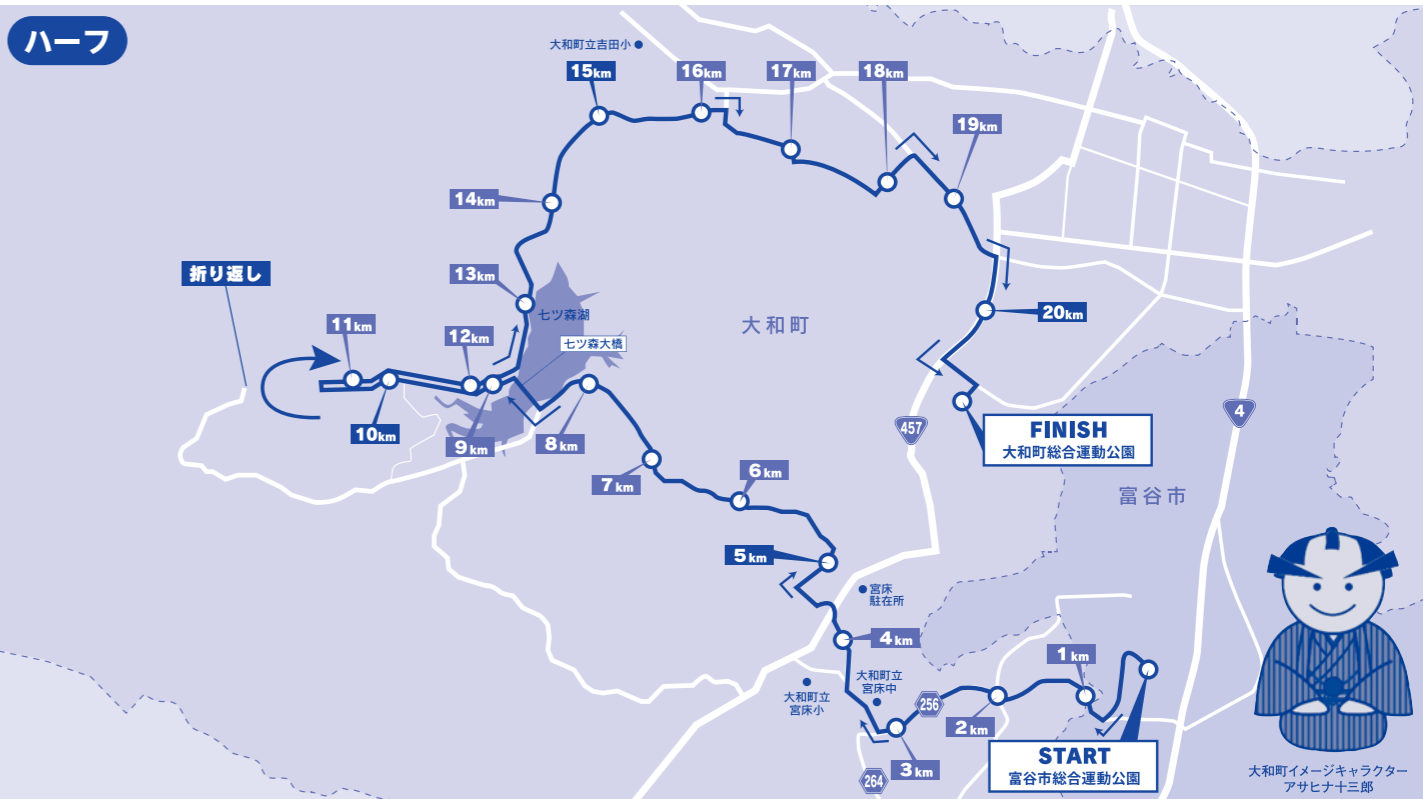 ハーフ
大和町立吉田小
15km
16km
17km
18km
19km
14km
折り返し
13km
七ツ森湖
20km
11km
12km
七ツ森大橋
大和町
10km
9km
8km
7km
6km
5km
457
4
FINISH
大和町総合運動公園
富谷市
宮床
駐在所
4km
1km
大和町立
宮床中
大和町立
宮床小
256
2km
3km
264
START
富谷市総合運動公園
大和町イメージキャラクター
アサヒナ十三郎